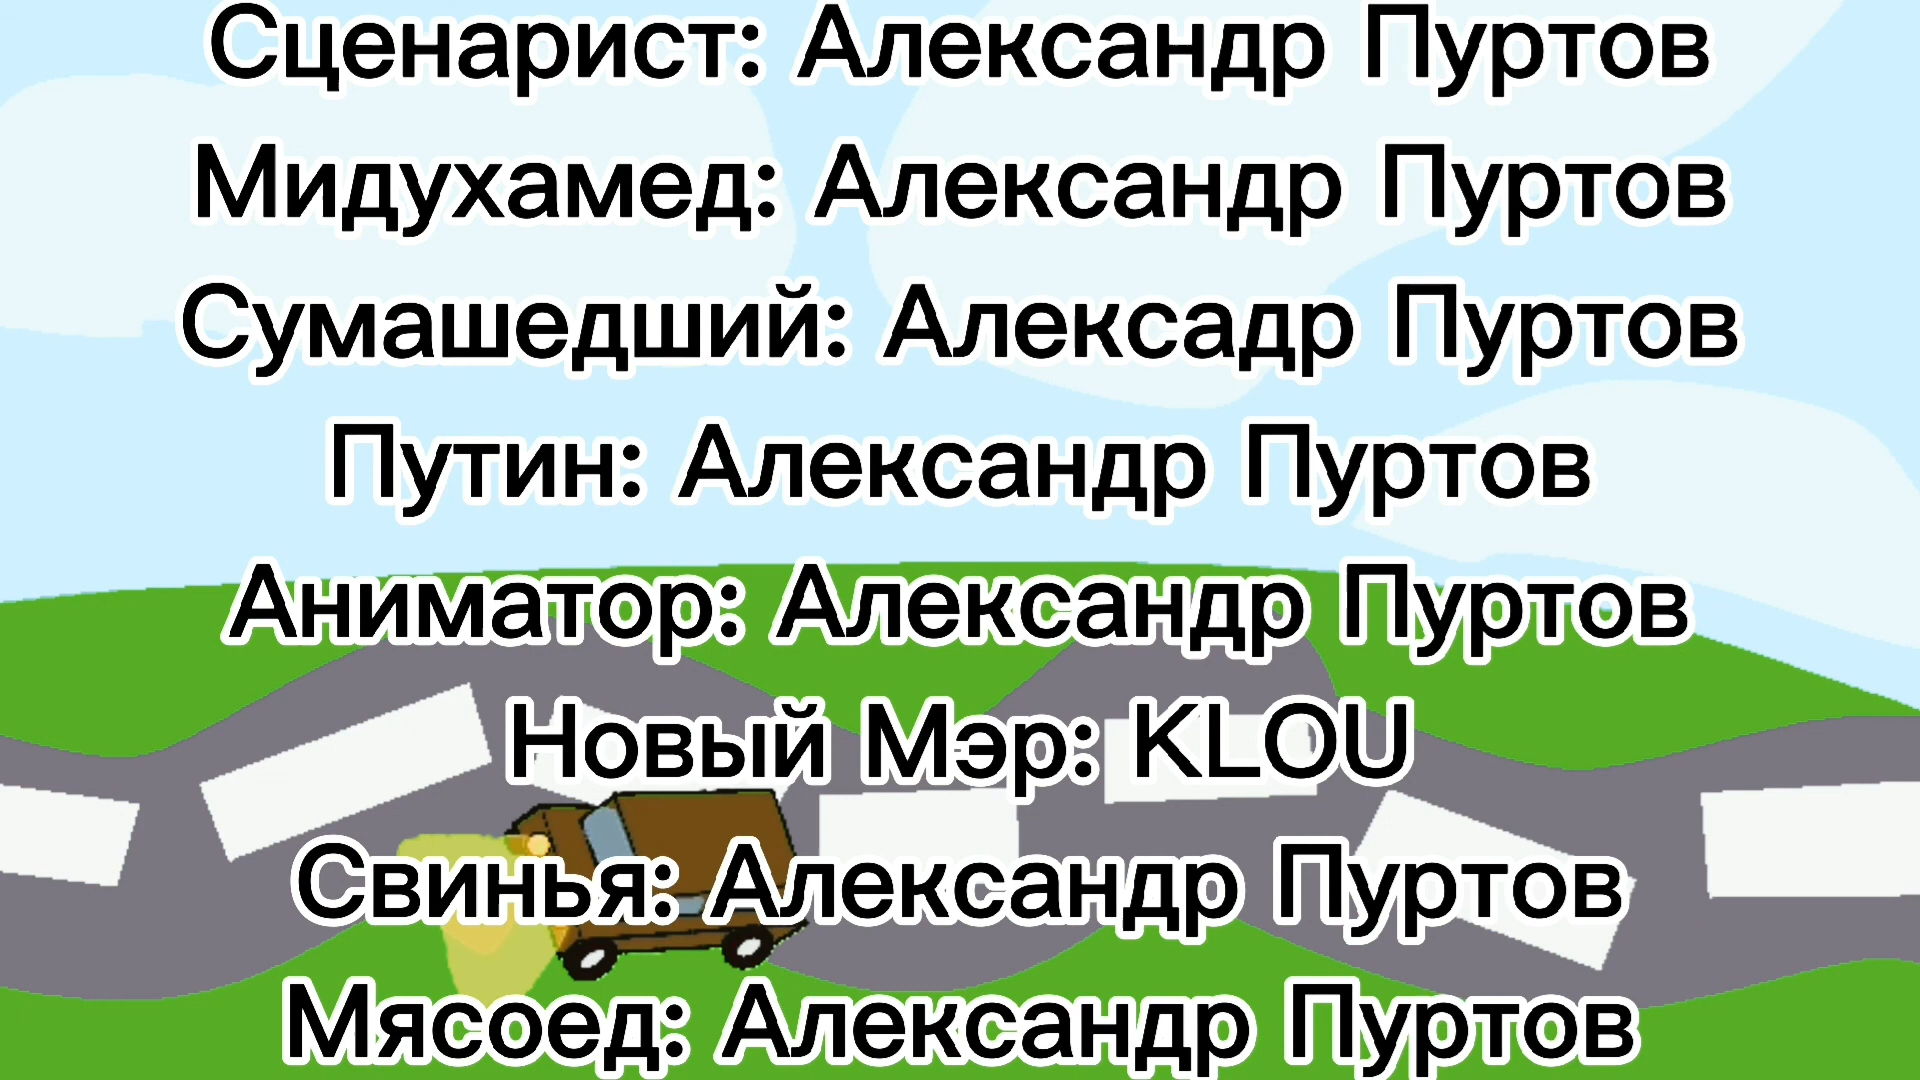 Сценарист: Александр Пуртов
Мидухамед: Александр Пуртов
Сумашедший: Алексадр Пуртов
Путин: Александр Пуртов
Аниматор: Александр Пуртов
Новый Мэр: KLOU
Свинья: Александр Пуртов
Мясоед: Александр Пуртов